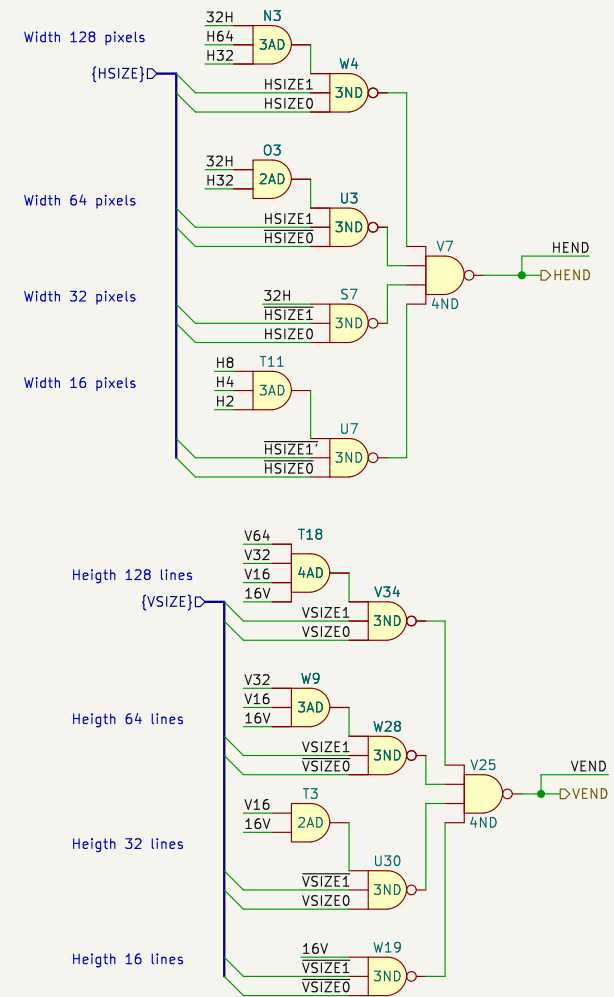 N3
32H
Width 128 pixels
H64
3AD
H32
W4
{HSIZE}
HSIZE1
3ND
HSIZE0
O3
32H
2AD
H32
Width 64 pixels
U3
HSIZE1
3ND
HSIZE0
V7
HEND
HEND
4ND
Width 32 pixels
32H
S7
HSIZE1
3ND
HSIZE0
T11
H8
Width 16 pixels
H4
3AD
H2
U7
HSIZE1'
3ND
HSIZE0
T18
V64
V32
Heigth 128 lines
4AD
V16
16V
V34
{VSIZE}
VSIZE1
3ND
VSIZE0
W9
V32
V16
3AD
16V
Heigth 64 lines
W28
VSIZE1
3ND
VSIZE0
V25
VEND
VEND
4ND
T3
V16
2AD
16V
Heigth 32 lines
U30
VSIZE1
3ND
VSIZE0
Heigth 16 lines
16V
W19
VSIZE1
3ND
VSIZE0